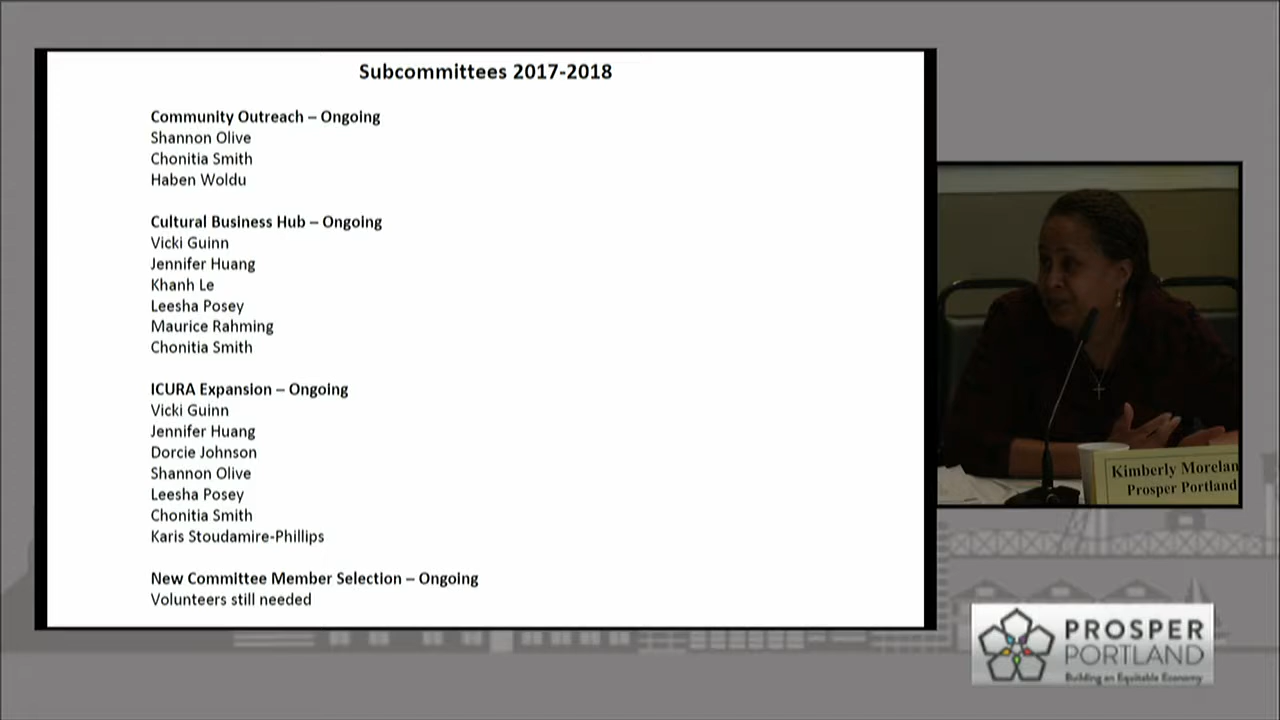 Subcommittees 2017-2018
Community Outreach – Ongoing
Shannon Olive
Chonitia Smith
Haben Woldu
Cultural Business Hub – Ongoing
Vicki Guinn
Jennifer Huang
Khanh Le
Leesha Posey
Maurice Rahming
Chonitia Smith
ICURA Expansion – Ongoing
Vicki Guinn
Jennifer Huang
Dorcie Johnson
Shannon Olive
Leesha Posey
Chonitia Smith
Karis Stoudamire-Phillips
New Committee Member Selection – Ongoing
Volunteers still needed
Kimberly Morelan
Prosper Portland
PROSPER
PORTLAND
Building an Equitable Economy